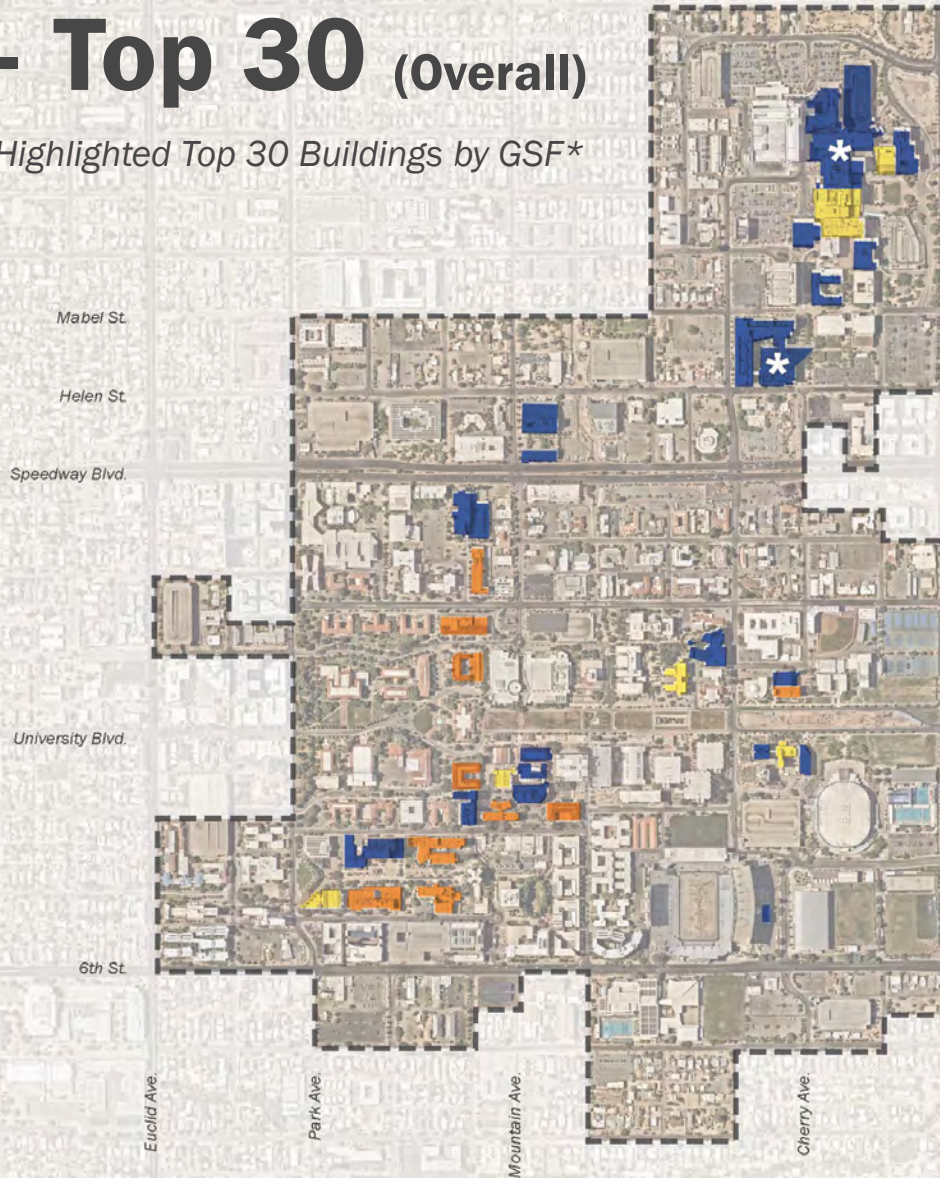 - Top 30 (Overall)
Highlighted Top 30 Buildings by GSF*
*
Mabel St.
*
Helen St.
Speedway Blvd.
University Blvd.
6th St.
Euclid Ave.
Park Ave.
Mountain Ave.
Cherry Ave.